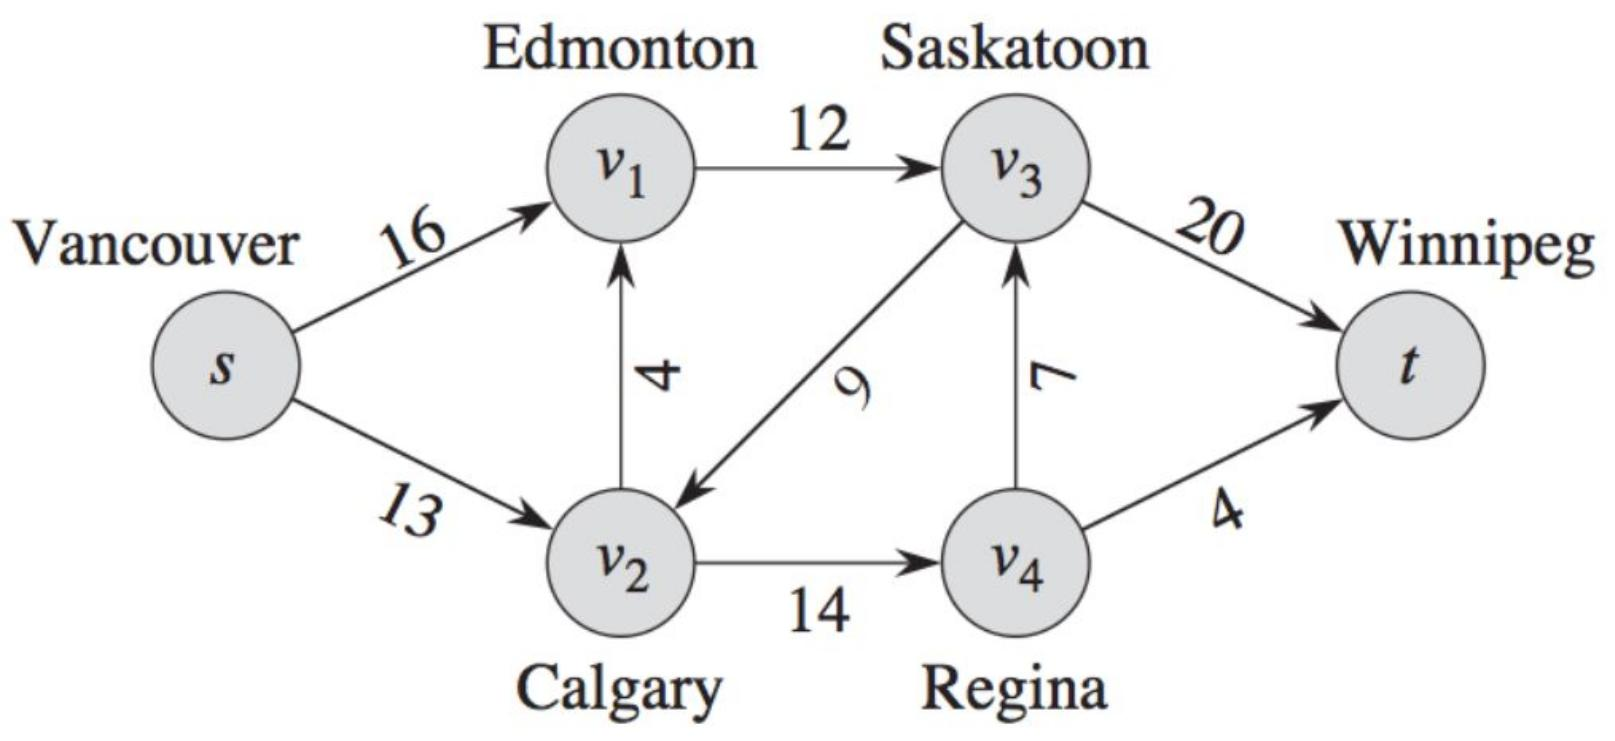 Edmonton
Saskatoon
12
v1
v3
16
20
Vancouver
Winnipeg
s
4
9
7
t
13
4
v2
v4
14
Calgary
Regina